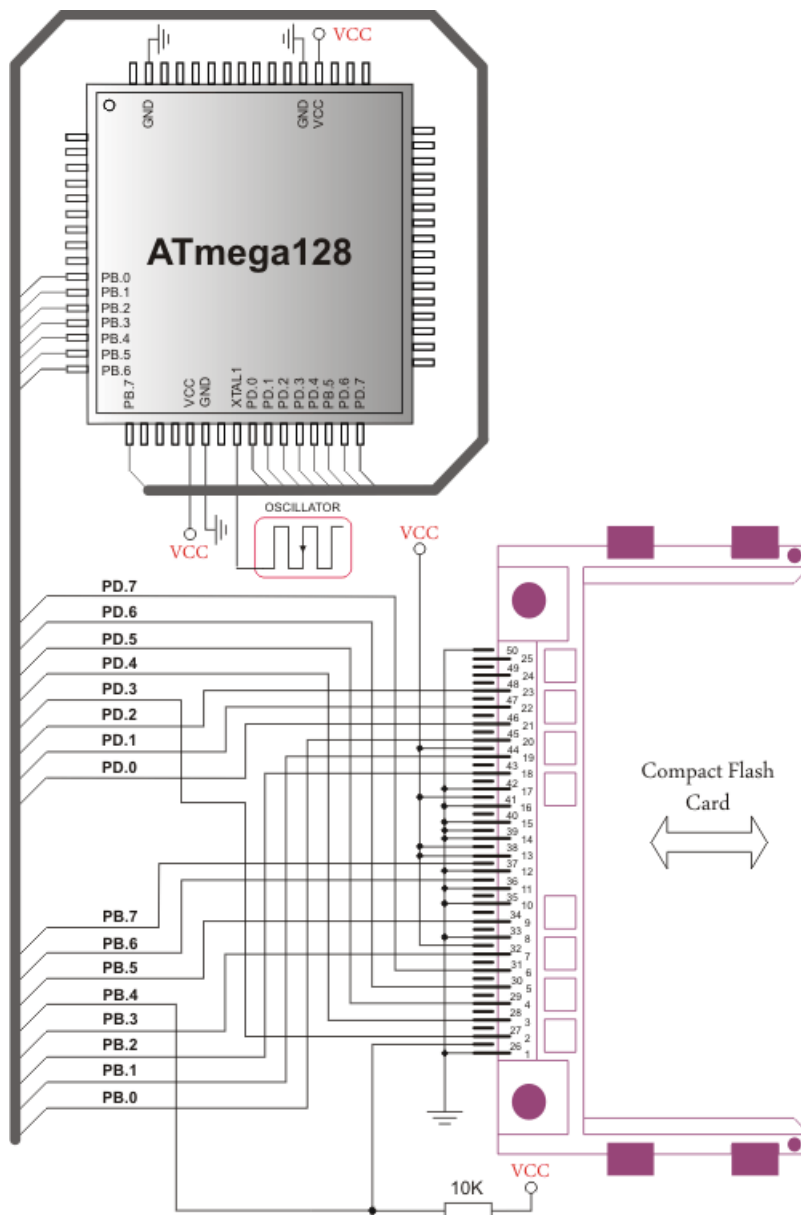 VCC
GND
GND
VCC
ATmega128
PB.0
PB.1
PB.2
PB.3
PB.4
PB.5
PB.6
PB.7
VCC
GND
XTAL1
PD.0
PD.1
PD.2
PD.3
PD.4
PB.5
PD.6
PD.7
OSCILLATOR
VCC
VCC
PD.7
PD.6
PD.5
PD.4
PD.3
PD.2
PD.1
PD.0
50
25
49
24
48
23
47
22
46
21
45
20
44
19
43
18
42
17
41
16
40
15
39
14
38
13
37
12
36
11
35
10
34
9
33
8
32
7
31
6
30
5
29
4
28
3
27
2
26
1
Compact Flash
Card
PB.7
PB.6
PB.5
PB.4
PB.3
PB.2
PB.1
PB.0
10K
VCC